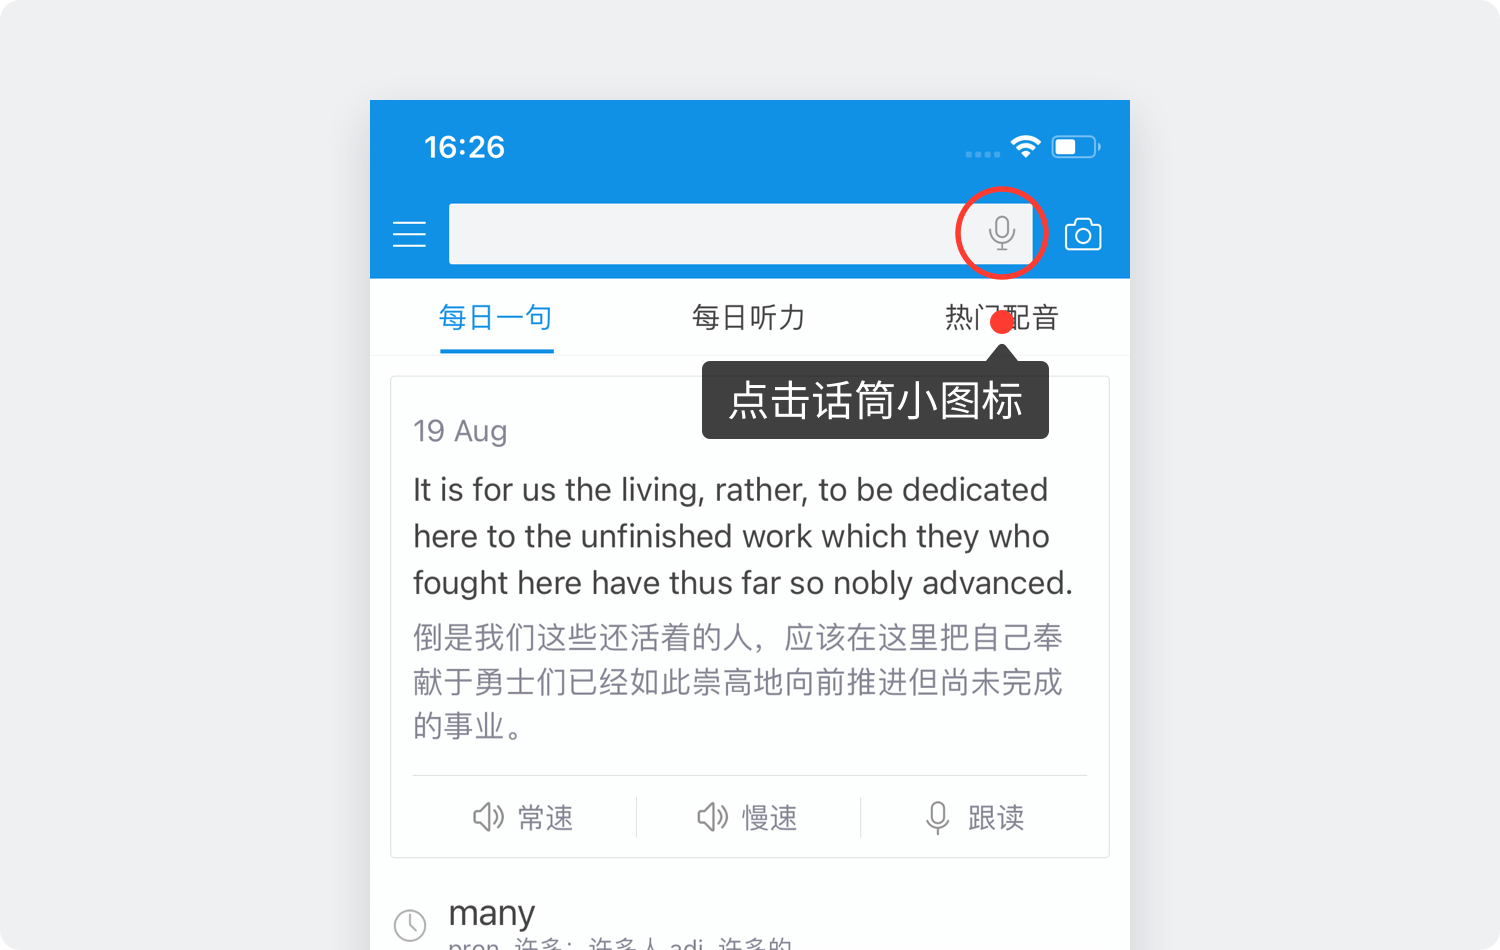 16:26
每日一句
每日听力
热门配音
点击话筒小图标
19 Aug
It is for us the living, rather, to be dedicated
here to the unfinished work which they who
fought here have thus far so nobly advanced.
倒是我们这些还活着的人，应该在这里把自己奉
献于勇士们已经如此崇高地向前推进但尚未完成
的事业。
常速
慢速
跟读
many
pron. 许多；许多人 adj. 许多的